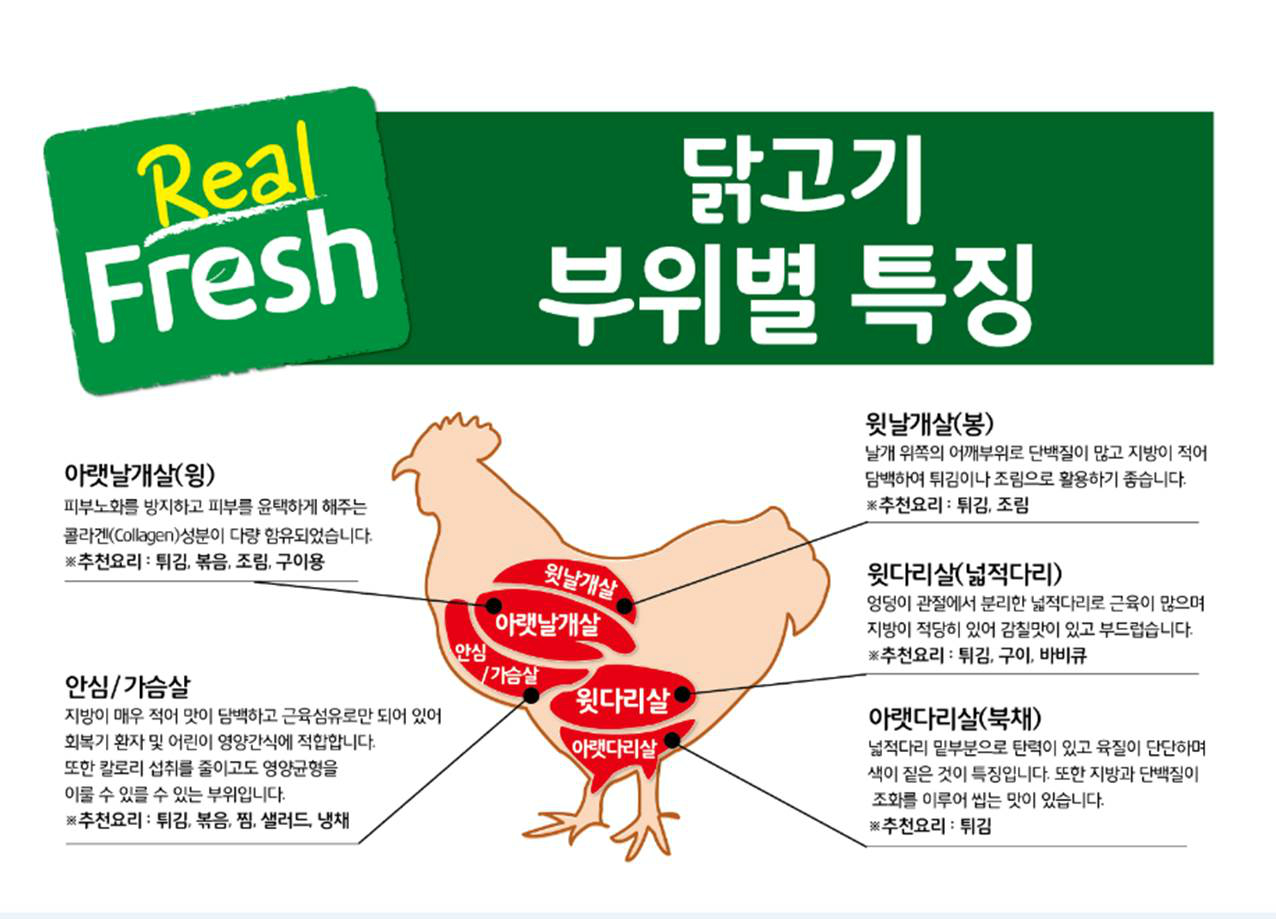 Real
Fresh
닭고기
부위별 특징
아랫날개살(윙)
피부노화를 방지하고 피부를 윤택하게 해주는
콜라겐(Collagen)성분이 다량 함유되었습니다.
※추천요리 : 튀김, 볶음, 조림, 구이용
안심/가슴살
지방이 매우 적어 맛이 담백하고 근육섬유로만 되어 있어
회복기 환자 및 어린이 영양간식에 적합합니다.
또한 칼로리 섭취를 줄이고도 영양균형을
이룰 수 있를 수 있는 부위입니다.
※추천요리 : 튀김, 볶음, 찜, 샐러드, 냉채
윗날개살
아랫날개살
안심
/가슴살
윗다리살
아랫다리살
윗날개살(봉)
날개 위쪽의 어깨부위로 단백질이 많고 지방이 적어
담백하여 튀김이나 조림으로 활용하기 좋습니다.
※추천요리 : 튀김, 조림
윗다리살(넓적다리)
엉덩이 관절에서 분리한 넓적다리로 근육이 많으며
지방이 적당히 있어 감칠맛이 있고 부드럽습니다.
※추천요리 : 튀김, 구이, 바비큐
아랫다리살(북채)
넓적다리 밑부분으로 탄력이 있고 육질이 단단하며
색이 짙은 것이 특징입니다. 또한 지방과 단백질이
조화를 이루어 씹는 맛이 있습니다.
※추천요리 : 튀김